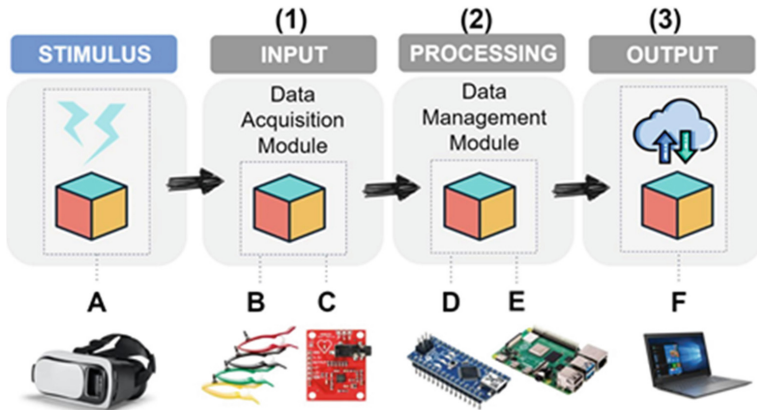 (1)
(2)
(3)
STIMULUS
INPUT
PROCESSING
OUTPUT
Data
Acquisition
Module
Data
Management
Module
A
B
C
D
E
F